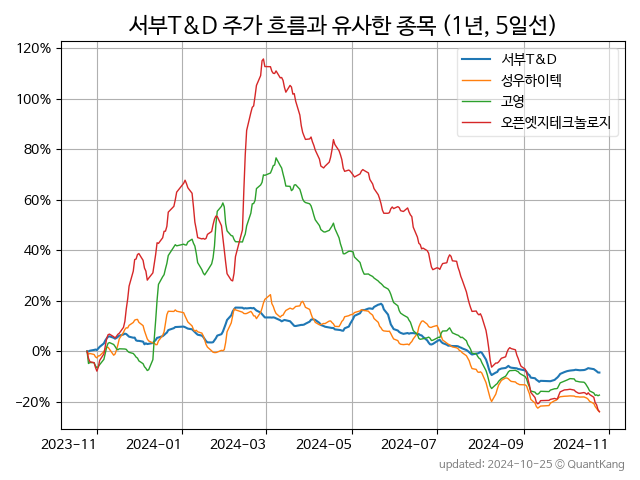 서부T&D 주가 흐름과 유사한 종목 (1년, 5일선)
120%
100%
80%
60%
40%
20%
0%
−20%
서부T&D
성우하이텍
고영
오픈엣지테크놀로지
2023-11
2024-01
2024-03
2024-05
2024-07
2024-09
2024-11
updated: 2024-10-25 © QuantKang